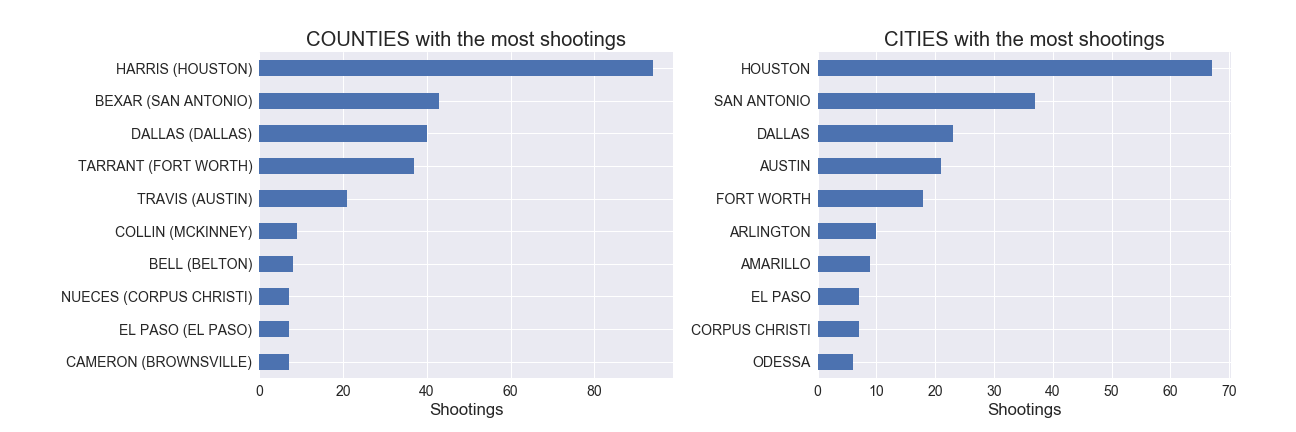 COUNTIES with the most shootings
HARRIS (HOUSTON)
BEXAR (SAN ANTONIO)
DALLAS (DALLAS)
TARRANT (FORT WORTH)
TRAVIS (AUSTIN)
COLLIN (MCKINNEY)
BELL (BELTON)
NUECES (CORPUS CHRISTI)
EL PASO (EL PASO)
CAMERON (BROWNSVILLE)
0 20 40 60 80
Shootings
CITIES with the most shootings
HOUSTON
SAN ANTONIO
DALLAS
AUSTIN
FORT WORTH
ARLINGTON
AMARILLO
EL PASO
CORPUS CHRISTI
ODESSA
0 10 20 30 40 50 60 70
Shootings